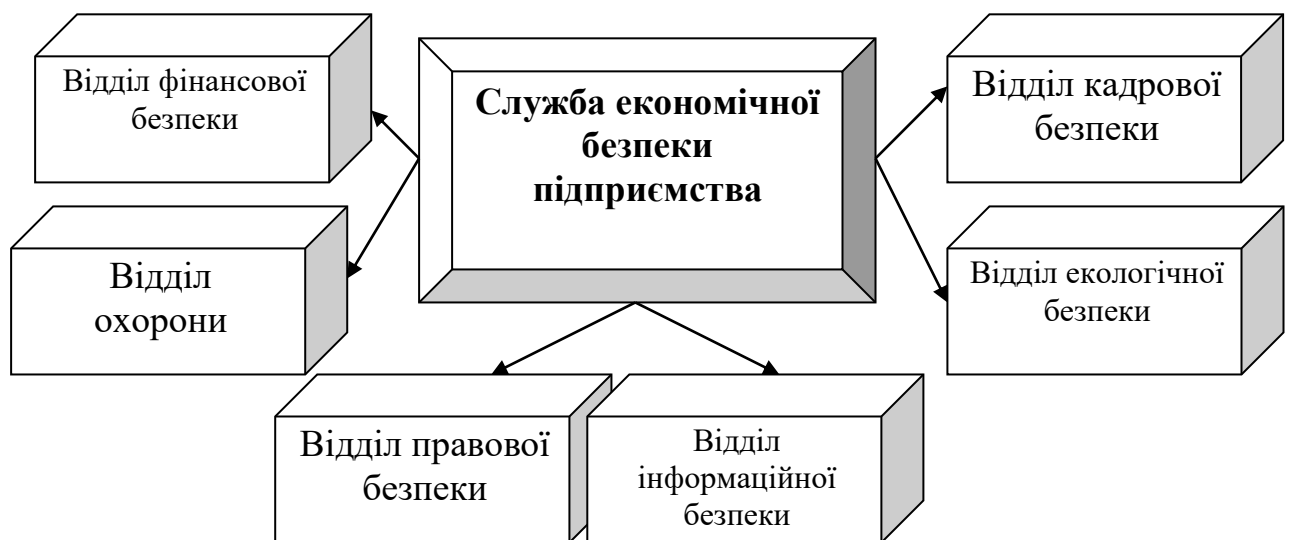 Відділ фінансової
безпеки
Служба економічної
безпеки
підприємства
Відділ кадрової
безпеки
Відділ
охорони
Відділ екологічної
безпеки
Відділ правової
безпеки
Відділ
інформаційної
безпеки